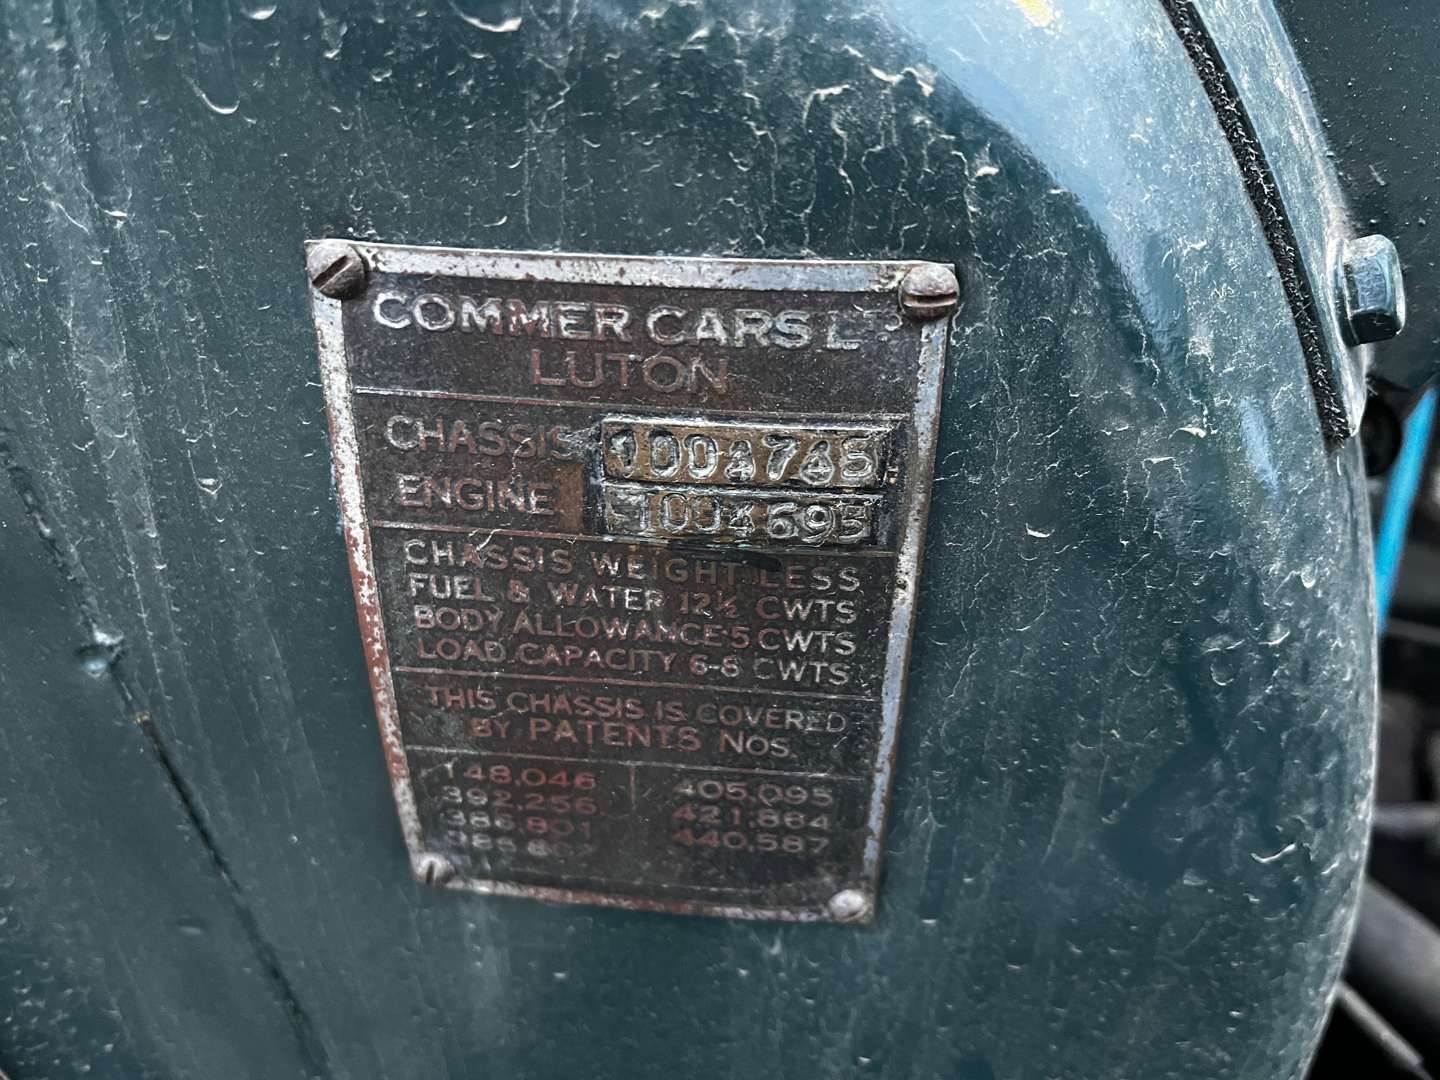 COMMER CARS LTD
LUTON
CHASSIS 1004745
ENGINE 1004695
CHASSIS WEIGHT LESS
FUEL & WATER 12½ CWTS
BODY ALLOWANCE 5 CWTS
LOAD CAPACITY 6-8 CWTS
THIS CHASSIS IS COVERED
BY PATENTS NOS.
148,046 405,095
392,256 421,864
386,801 440,587